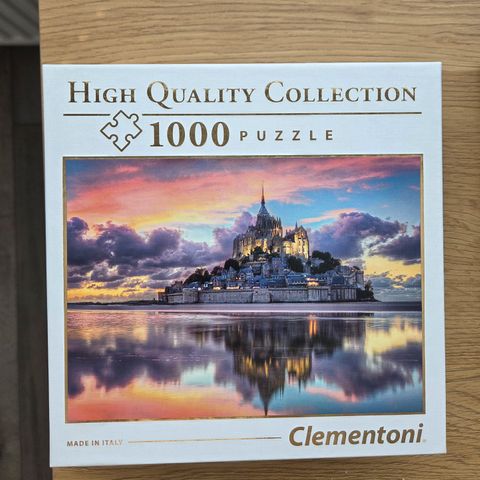 HIGH QUALITY COLLECTION
1000 PUZZLE
MADE IN ITALY
Clementoni®